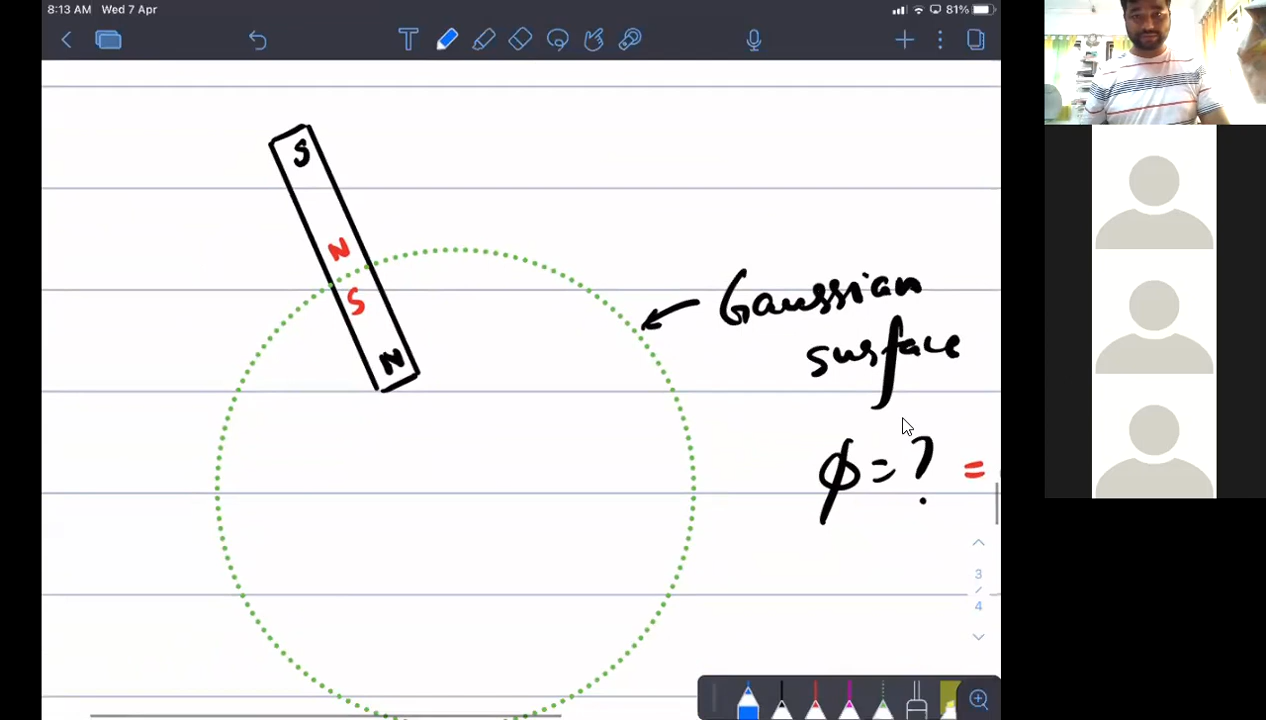 8:13 AM Wed 7 Apr
81%
T
S
N
S
N
Gaussian
surface
ϕ = ? =
3
/
4